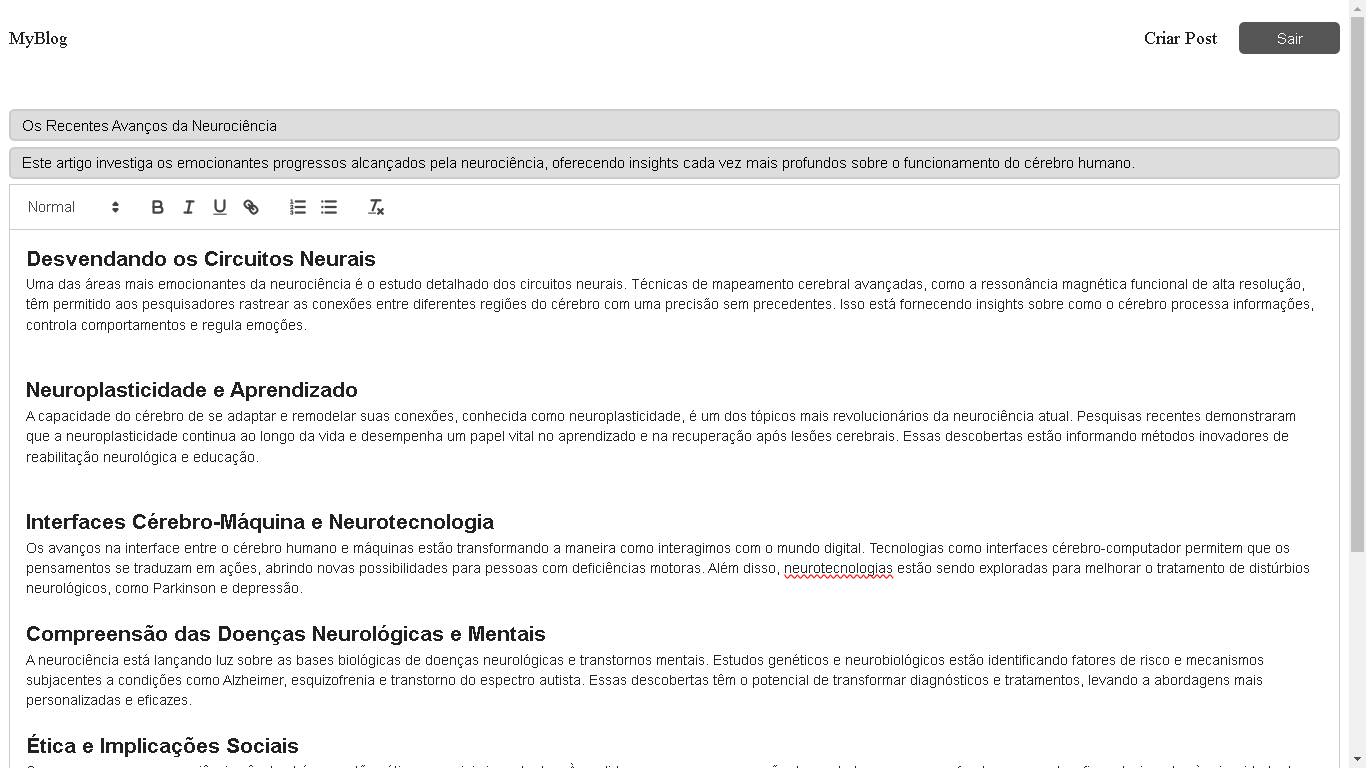 MyBlog
Criar Post
Sair
Os Recentes Avanços da Neurociência
Este artigo investiga os emocionantes progressos alcançados pela neurociência, oferecendo insights cada vez mais profundos sobre o funcionamento do cérebro humano.
Normal
Desvendando os Circuitos Neurais
Uma das áreas mais emocionantes da neurociência é o estudo detalhado dos circuitos neurais. Técnicas de mapeamento cerebral avançadas, como a ressonância magnética funcional de alta resolução,
têm permitido aos pesquisadores rastrear as conexões entre diferentes regiões do cérebro com uma precisão sem precedentes. Isso está fornecendo insights sobre como o cérebro processa informações,
controla comportamentos e regula emoções.
Neuroplasticidade e Aprendizado
A capacidade do cérebro de se adaptar e remodelar suas conexões, conhecida como neuroplasticidade, é um dos tópicos mais revolucionários da neurociência atual. Pesquisas recentes demonstraram
que a neuroplasticidade continua ao longo da vida e desempenha um papel vital no aprendizado e na recuperação após lesões cerebrais. Essas descobertas estão informando métodos inovadores de
reabilitação neurológica e educação.
Interfaces Cérebro-Máquina e Neurotecnologia
Os avanços na interface entre o cérebro humano e máquinas estão transformando a maneira como interagimos com o mundo digital. Tecnologias como interfaces cérebro-computador permitem que os
pensamentos se traduzam em ações, abrindo novas possibilidades para pessoas com deficiências motoras. Além disso, neurotecnologias estão sendo exploradas para melhorar o tratamento de distúrbios
neurológicos, como Parkinson e depressão.
Compreensão das Doenças Neurológicas e Mentais
A neurociência está lançando luz sobre as bases biológicas de doenças neurológicas e transtornos mentais. Estudos genéticos e neurobiológicos estão identificando fatores de risco e mecanismos
subjacentes a condições como Alzheimer, esquizofrenia e transtorno do espectro autista. Essas descobertas têm o potencial de transformar diagnósticos e tratamentos, levando a abordagens mais
personalizadas e eficazes.
Ética e Implicações Sociais